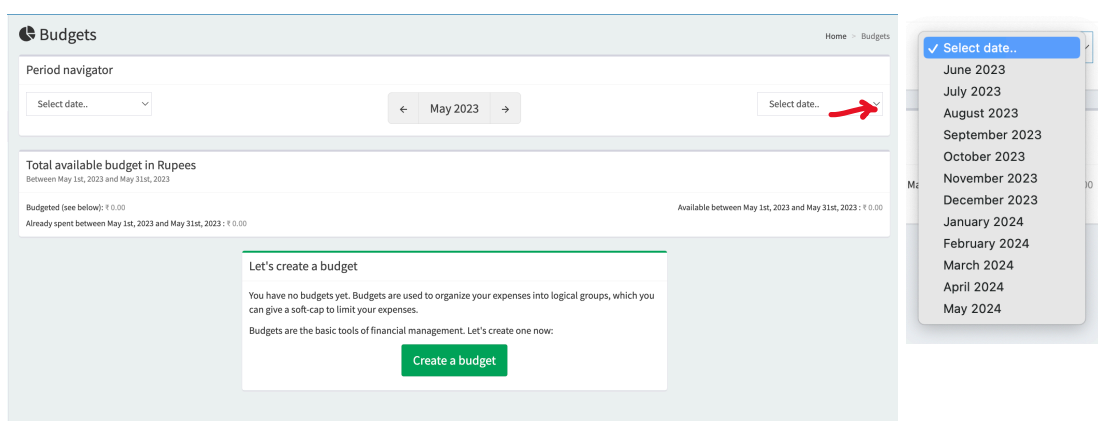 Budgets
Home > Budgets
Period navigator
Select date..
← May 2023 →
Select date..
Total available budget in Rupees
Between May 1st, 2023 and May 31st, 2023
Budgeted (see below): ₹ 0.00
Available between May 1st, 2023 and May 31st, 2023 : ₹ 0.00
Already spent between May 1st, 2023 and May 31st, 2023 : ₹ 0.00
Let's create a budget
You have no budgets yet. Budgets are used to organize your expenses into logical groups, which you
can give a soft-cap to limit your expenses.
Budgets are the basic tools of financial management. Let's create one now:
Create a budget
✓ Select date..
June 2023
July 2023
August 2023
September 2023
October 2023
November 2023
December 2023
January 2024
February 2024
March 2024
April 2024
May 2024